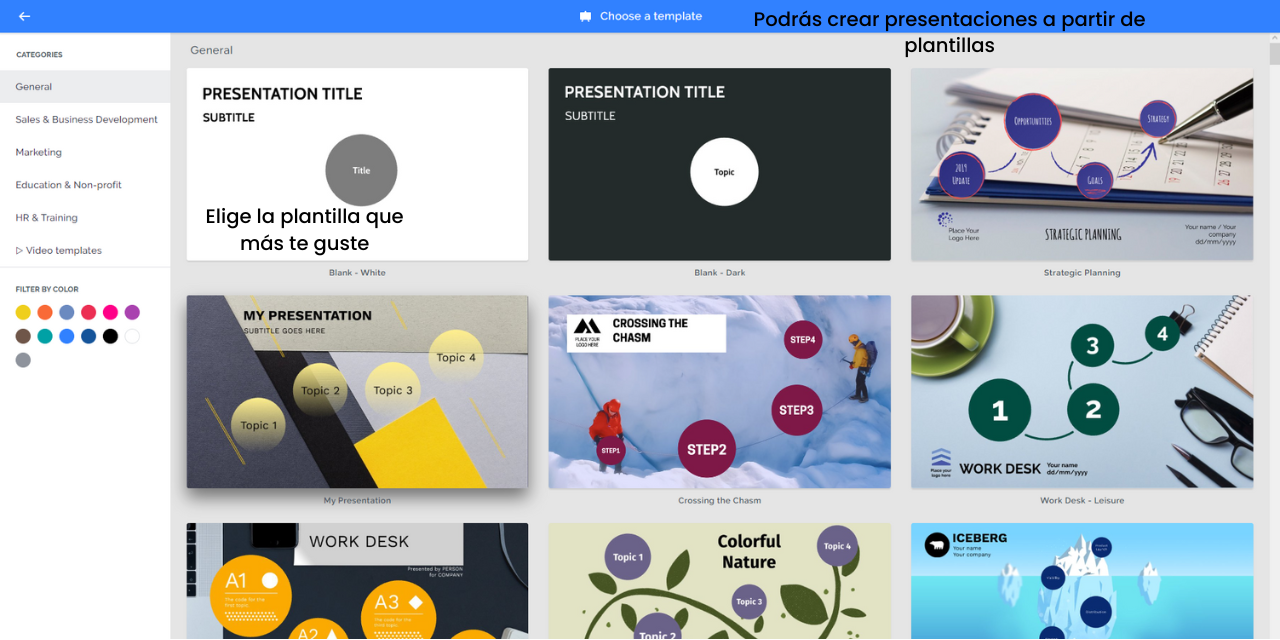 Choose a template
Podrás crear presentaciones a partir de
plantillas
CATEGORIES
General
Sales & Business Development
Marketing
Education & Non-profit
HR & Training
Video templates
FILTER BY COLOR
General
PRESENTATION TITLE
SUBTITLE
Title
Elige la plantilla que
más te guste
Blank - White
PRESENTATION TITLE
SUBTITLE
Topic
Blank - Dark
OPPORTUNITIES
STRATEGY
2019
UPDATE
GOALS
Place Your
Logo Here
STRATEGIC PLANNING
Your name / Your
company
dd/mm/yyyy
Strategic Planning
MY PRESENTATION
SUBTITLE GOES HERE
Topic 4
Topic 2
Topic 3
Topic 1
My Presentation
PLACE YOUR
LOGO HERE
CROSSING THE
CHASM
STEP4
STEP3
STEP2
STEP1
Crossing the Chasm
4
3
1
2
Place your
logo here
WORK DESK
Your name
dd/mm/yyyy
Work Desk - Leisure
WORK DESK
Presented by PERSON
for COMPANY
A1
The code for the
first topic.
A3
A2
Topic 1
Colorful
Nature
Topic 4
Topic 3
Topic 2
ICEBERG
Your name
Your company